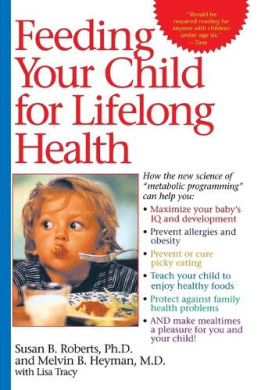 "Should be
required reading for
anyone with children
under age six."
—Time
Feeding
Your Child
for Lifelong
Health
How the new science of
"metabolic programming" can
help you:
• Maximize your baby's
IQ and development
• Prevent allergies and
obesity
• Prevent or cure
picky eating
• Teach your child to
enjoy healthy foods
• Protect against family
health problems
• AND make mealtimes
a pleasure for you and
your child!
Susan B. Roberts, Ph.D.
and Melvin B. Heyman, M.D.
with Lisa Tracy